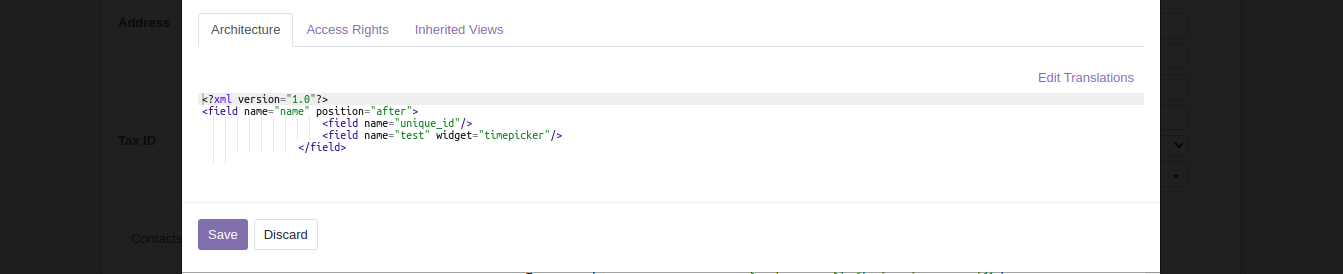 Address
Architecture Access Rights Inherited Views
Edit Translations
<?xml version="1.0"?>
<field name="name" position="after">
<field name="unique_id"/>
<field name="test" widget="timepicker"/>
</field>
Tax ID
Save Discard
Contacts